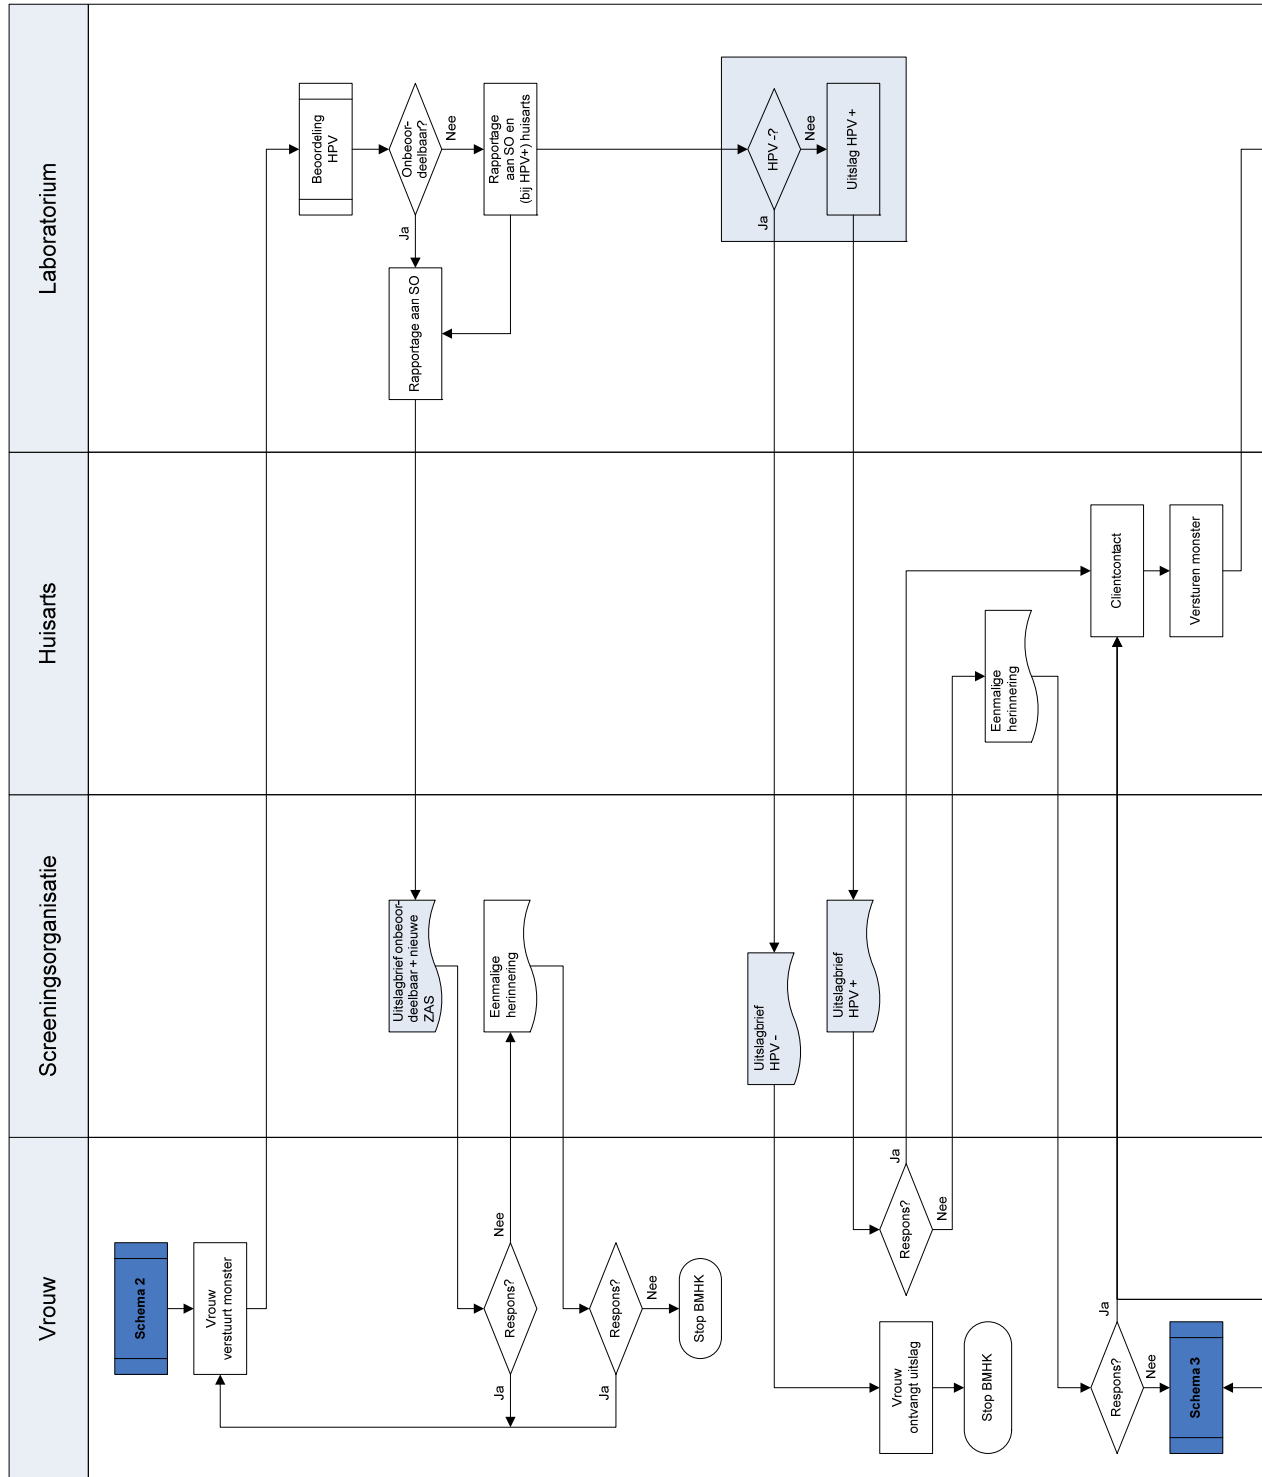 Laboratorium
Huisarts
Screeningsorganisatie
Vrouw
Schema 2
Vrouw
verstuurt monster
Beoordeling
HPV
Onbeoor-
deelbaar?
Ja
Nee
Rapportage aan SO
Rapportage
aan SO en
(bij HPV+) huisarts
Uitslagbrief onbeoor-
deelbaar + nieuwe
ZAS
Eenmalige
herinnering
Respons?
Nee
Ja
Respons?
Ja
Nee
Stop BMHK
HPV -?
Ja
Nee
Uitslag HPV +
Uitslagbrief
HPV -
Uitslagbrief
HPV +
Vrouw
ontvangt uitslag
Stop BMHK
Respons?
Ja
Nee
Eenmalige
herinnering
Clientcontact
Versturen monster
Respons?
Ja
Nee
Schema 3